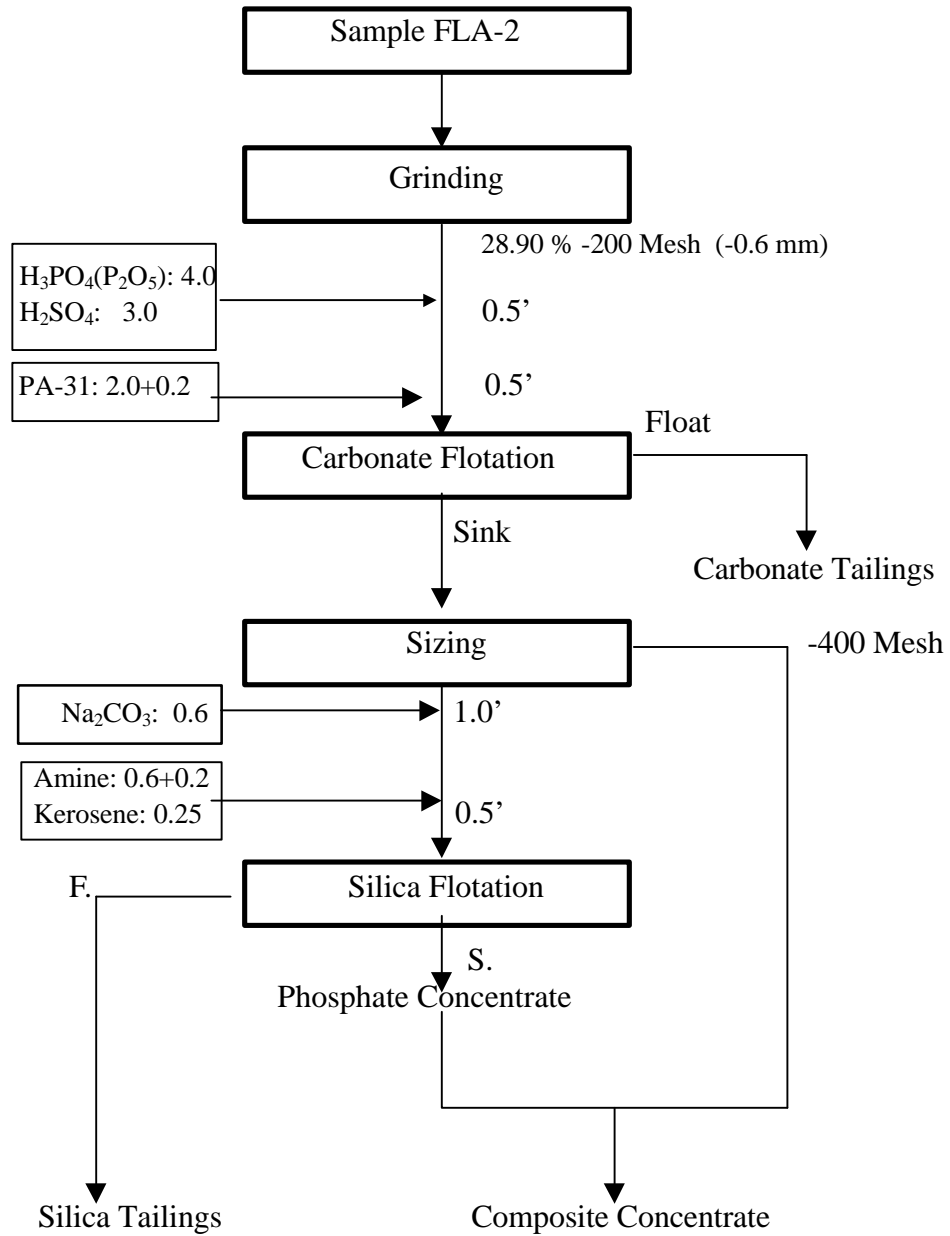 Sample FLA-2
Grinding
28.90 % -200 Mesh (-0.6 mm)
H₃PO₄(P₂O₅): 4.0
H₂SO₄: 3.0
0.5’
PA-31: 2.0+0.2
0.5’
Float
Carbonate Flotation
Sink
Carbonate Tailings
Sizing
-400 Mesh
Na₂CO₃: 0.6
1.0’
Amine: 0.6+0.2
Kerosene: 0.25
0.5’
F.
Silica Flotation
S.
Phosphate Concentrate
Silica Tailings
Composite Concentrate